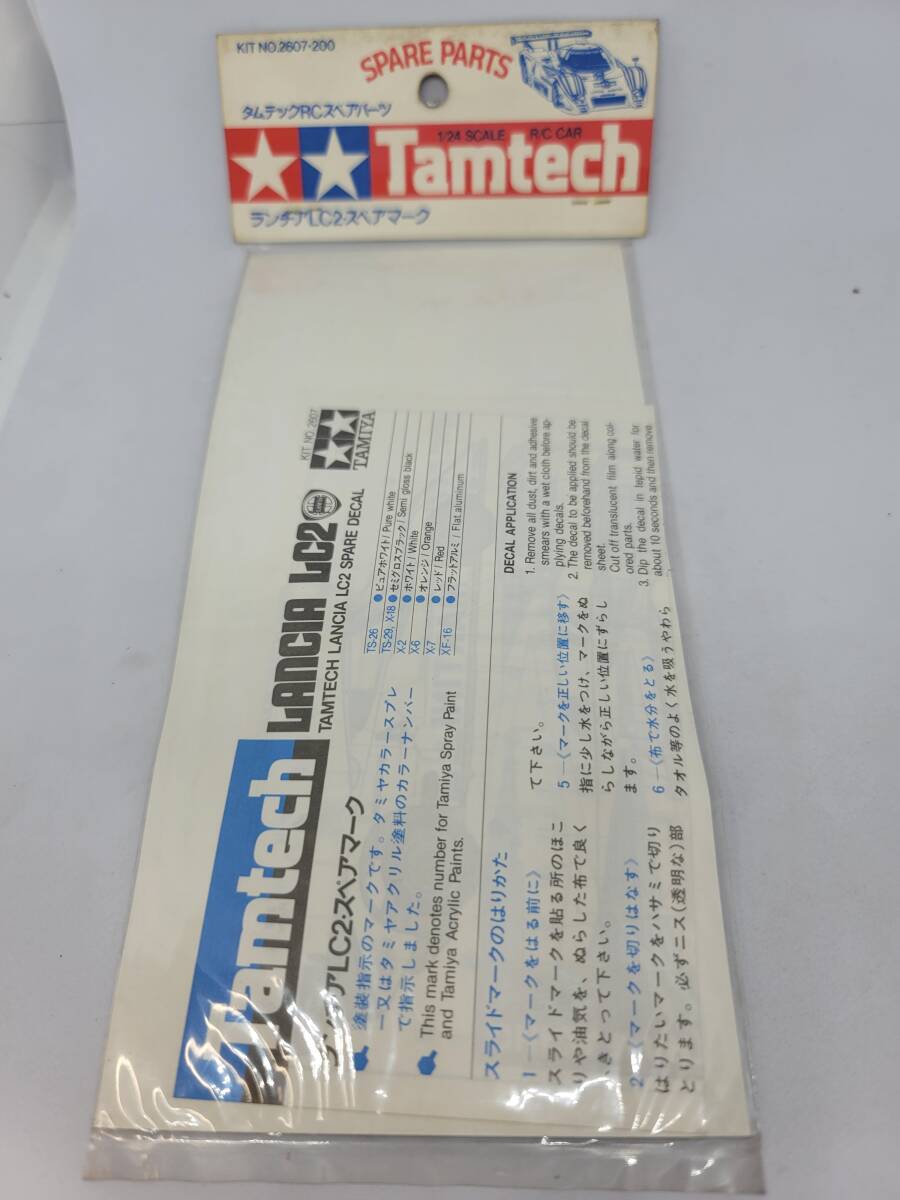 KIT NO.2607-200
SPARE PARTS
タムテックRCスペアパーツ
1/24 SCALE R/C CAR
Tamtech
ランチアLC2・スペアマーク
Tamtech
LANCIA LC2
KIT NO. 2607
TAMIYA
TAMTECH LANCIA LC2 SPARE DECAL
ランチアLC2・スペアマーク
塗装指示のマークです。タミヤカラースプレ
ー又はタミヤアクリル塗料のカラーナンバー
で指示しました。
This mark denotes number for Tamiya Spray Paint
and Tamiya Acrylic Paints.
TS-26 ●ピュアホワイト / Pure white
TS-29, X-18 ●セミグロスブラック / Semi gloss black
X-2 ●ホワイト / White
X-6 ●オレンジ / Orange
X-7 ●レッド / Red
XF-16 ●フラットアルミ / Flat aluminum
スライドマークのはりかた
1—〈マークをはる前に〉
スライドマークを貼る所のほこ
りや油気を、ぬらした布で良く
ふきとって下さい。
2—〈マークを切りはなす〉
はりたいマークをハサミで切り
とります。必ずニス(透明な)部
て下さい。
5—〈マークを正しい位置に移す〉
指に少し水をつけ、マークをぬ
らしながら正しい位置にずらし
ます。
6—〈布で水分をとる〉
タオル等のよく水を吸うやわら
DECAL APPLICATION
1. Remove all dust, dirt and adhesive
smears with a wet cloth before ap-
plying decals.
2. The decal to be applied should be
removed beforehand from the decal
sheet.
Cut off translucent film along col-
ored parts.
3. Dip the decal in tepid water for
about 10 seconds and then remove